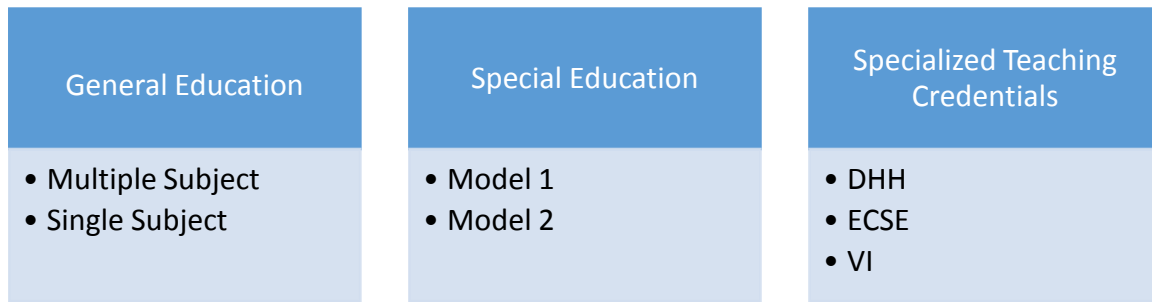 General Education
• Multiple Subject
• Single Subject
Special Education
• Model 1
• Model 2
Specialized Teaching
Credentials
• DHH
• ECSE
• VI